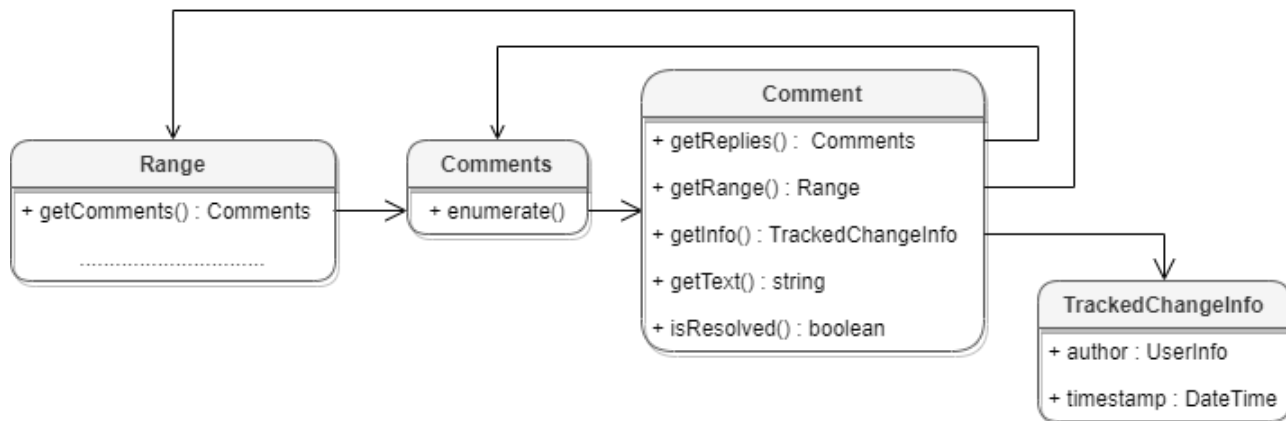 Range
+ getComments() : Comments
................................
Comments
+ enumerate()
Comment
+ getReplies() : Comments
+ getRange() : Range
+ getInfo() : TrackedChangeInfo
+ getText() : string
+ isResolved() : boolean
TrackedChangeInfo
+ author : UserInfo
+ timestamp : DateTime